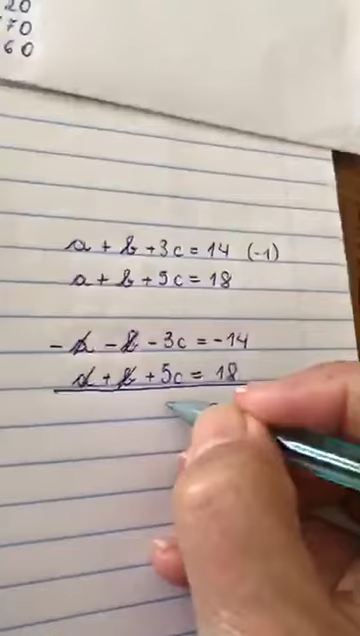 20
70
60
a + b + 3c = 14 (-1)
a + b + 5c = 18
- a - b - 3c = - 14
a + b + 5c = 18